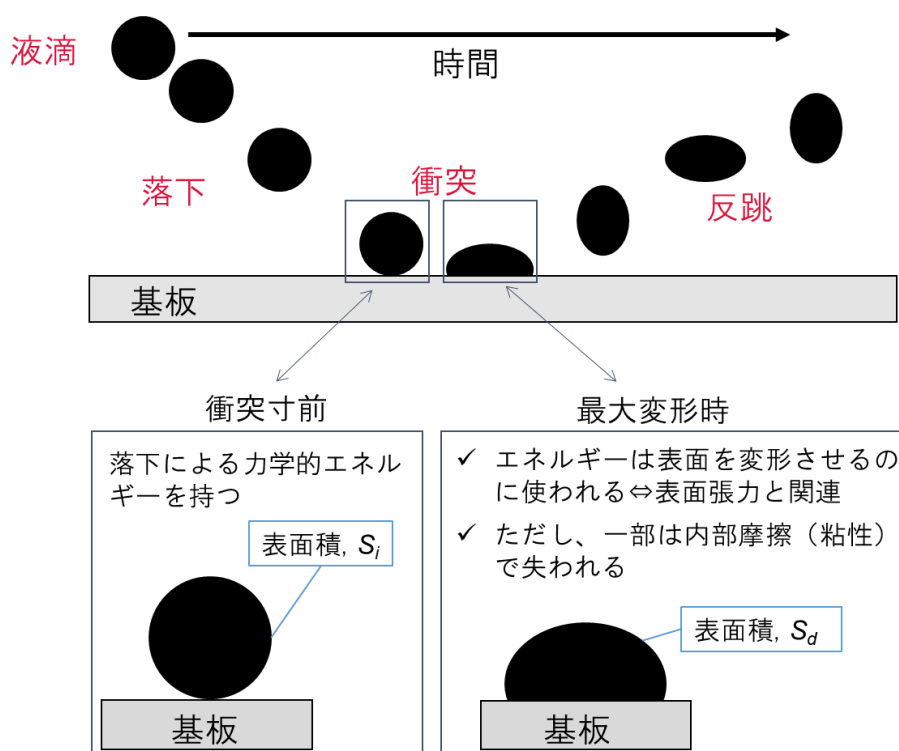 液滴
時間
落下
衝突
反跳
基板
衝突寸前
落下による力学的エネル
ギーを持つ
表面積, Si
基板
最大変形時
✓ エネルギーは表面を変形させるの
に使われる⇔表面張力と関連
✓ ただし、一部は内部摩擦（粘性）
で失われる
表面積, Sd
基板